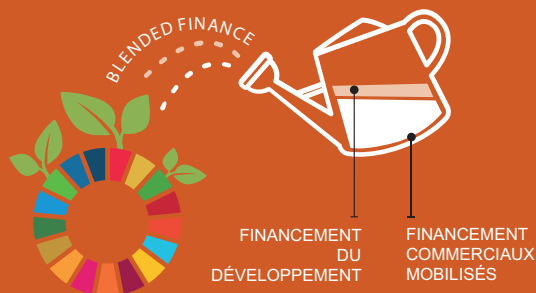 BLENDED FINANCE
FINANCEMENT
DU
DÉVELOPPEMENT
FINANCEMENT
COMMERCIAUX
MOBILISÉS